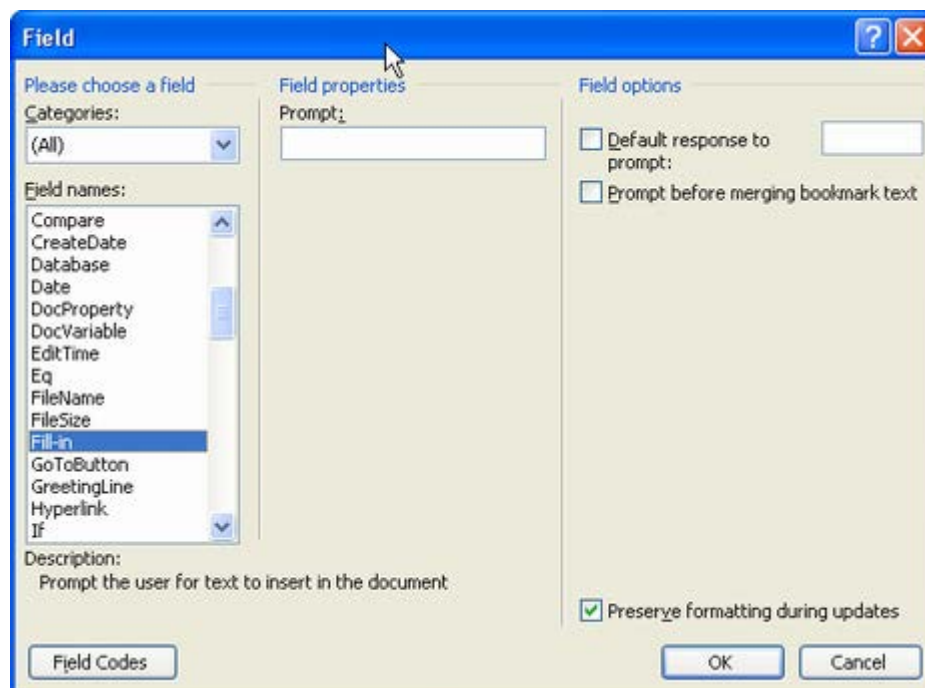 Field
Please choose a field
Categories:
(All)
Field names:
Compare
CreateDate
Database
Date
DocProperty
DocVariable
EditTime
Eq
FileName
FileSize
Fill-in
GoToButton
GreetingLine
Hyperlink
If
Field properties
Prompt:
Field options
Default response to
prompt:
Prompt before merging bookmark text
Preserve formatting during updates
Description:
Prompt the user for text to insert in the document
Field Codes
OK
Cancel